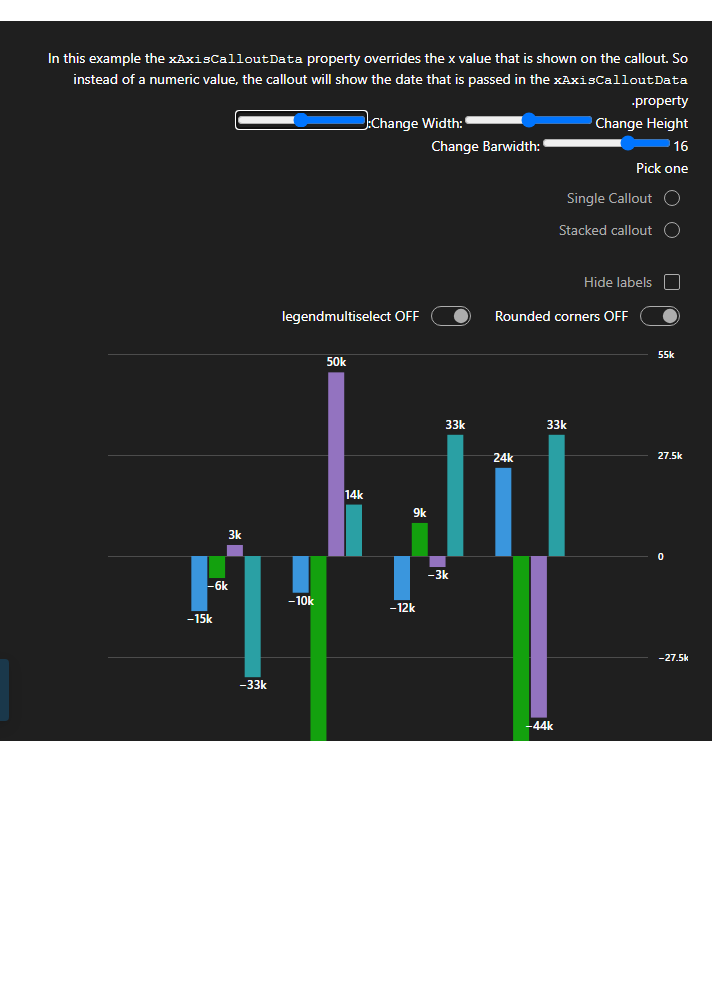 In this example the xAxisCalloutData property overrides the x value that is shown on the callout. So
instead of a numeric value, the callout will show the date that is passed in the xAxisCalloutData
.property
:Change Width: Change Height
Change Barwidth: 16
Pick one
Single Callout
Stacked callout
Hide labels
legendmultiselect OFF Rounded corners OFF
55k
50k
33k 33k
24k 27.5k
14k
9k
3k
0
−3k
−6k
−10k
−12k
−15k
−27.5k
−33k
−44k